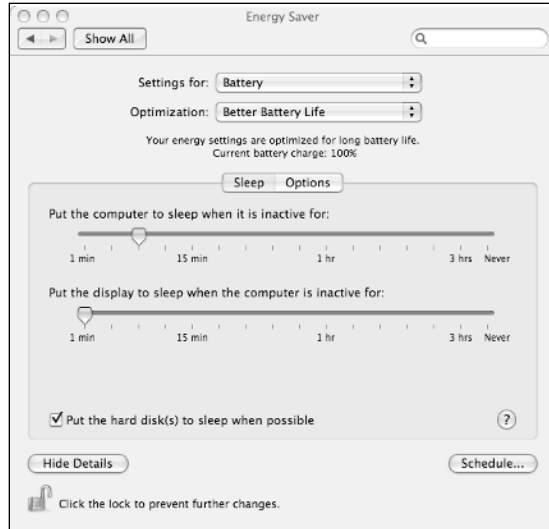 Energy Saver
Show All
Settings for: Battery
Optimization: Better Battery Life
Your energy settings are optimized for long battery life.
Current battery charge: 100%
Sleep Options
Put the computer to sleep when it is inactive for:
1 min 15 min 1 hr 3 hrs Never
Put the display to sleep when the computer is inactive for:
1 min 15 min 1 hr 3 hrs Never
Put the hard disk(s) to sleep when possible ?
Hide Details Schedule...
Click the lock to prevent further changes.